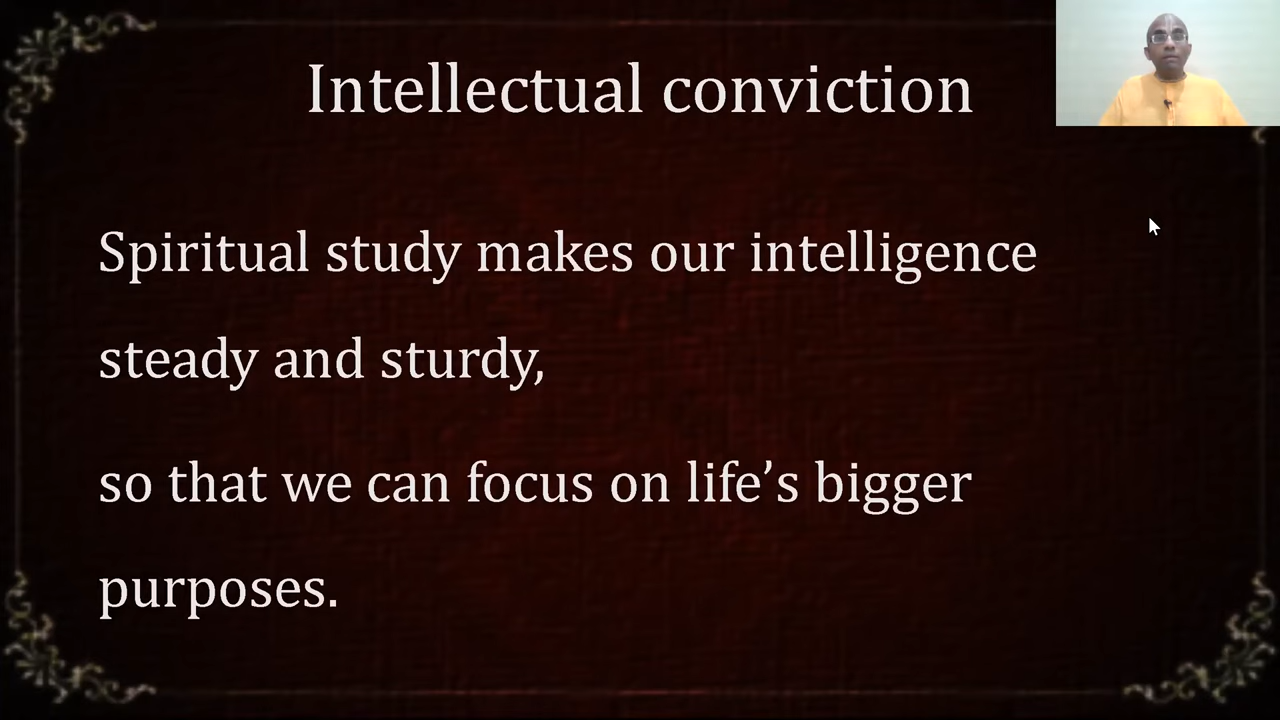 Intellectual conviction
Spiritual study makes our intelligence
steady and sturdy,
so that we can focus on life’s bigger
purposes.